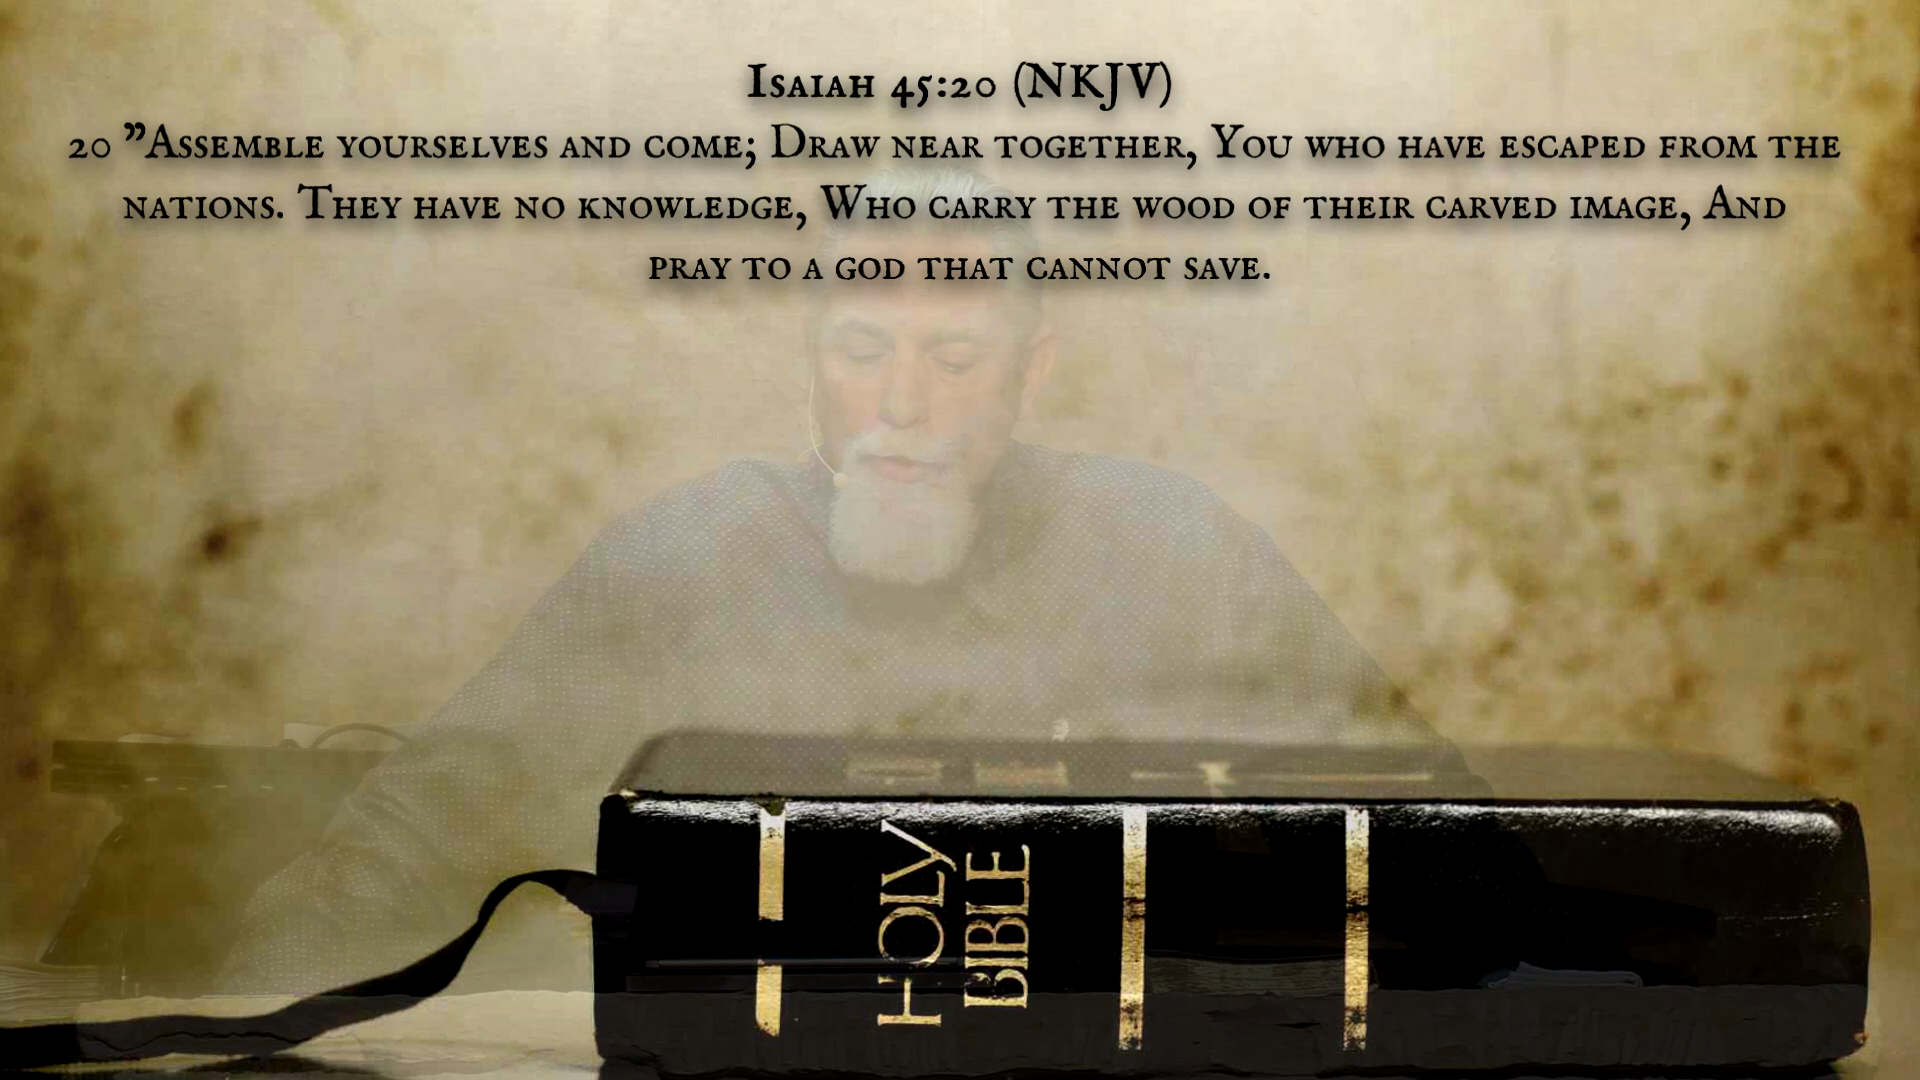 Isaiah 45:20 (NKJV)
20 "Assemble yourselves and come; Draw near together, You who have escaped from the
nations. They have no knowledge, Who carry the wood of their carved image, And
pray to a god that cannot save.
HOLY
BIBLE